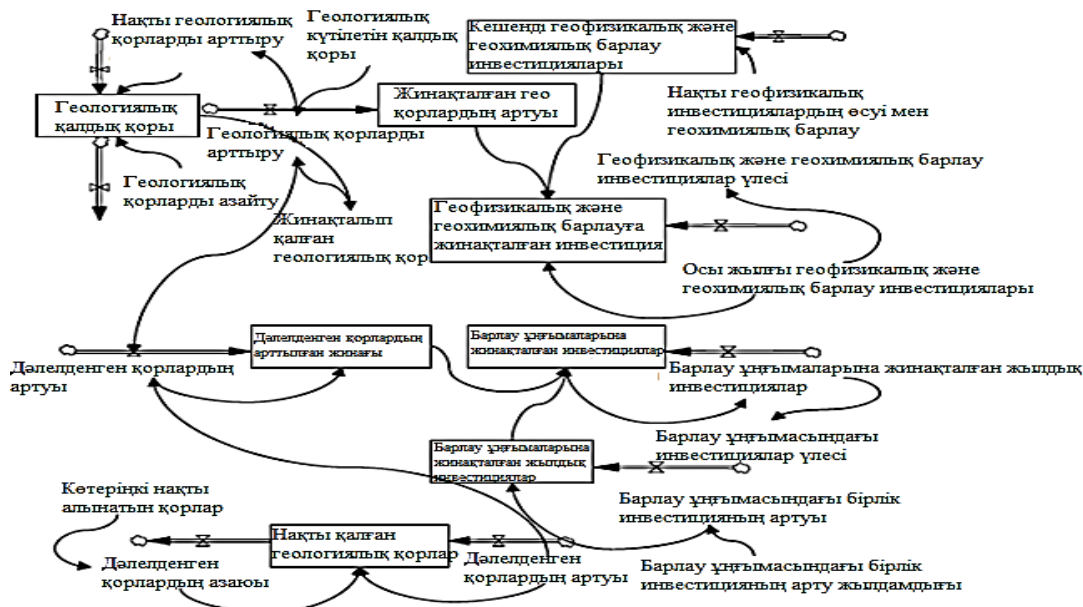 Нақты геологиялық
қорларды арттыру
Геологиялық
күтілетін қалдық
қоры
Кешенді геофизикалық және
геохимиялық барлау
инвестициялары
Геологиялық
қалдық қоры
Жинақталған гео
қорлардың артуы
Нақты геофизикалық
инвестициялардың өсуі мен
геохимиялық барлау
Геологиялық қорларды
арттыру
Геологиялық
қорларды азайту
Геофизикалық және геохимиялық барлау
инвестициялар үлесі
Жинақталып
қалған
геологиялық қор
Геофизикалық және
геохимиялық барлауға
жинақталған инвестиция
Осы жылғы геофизикалық және
геохимиялық барлау инвестициялары
Дәлелденген қорлардың
артуы
Дәлелденген қорлардың
арттылған жинағы
Барлау ұңғымаларына
жинақталған инвестициялар
Барлау ұңғымаларына жинақталған жылдық
инвестициялар
Барлау ұңғымасындағы
инвестициялар үлесі
Барлау ұңғымаларына
жинақталған жылдық
инвестициялар
Көтеріңкі нақты
алынатын қорлар
Барлау ұңғымасындағы бірлік
инвестицияның артуы
Нақты қалған
геологиялық қорлар
Дәлелденген
қорлардың азаюы
Дәлелденген
қорлардың артуы
Барлау ұңғымасындағы бірлік
инвестицияның арту жылдамдығы